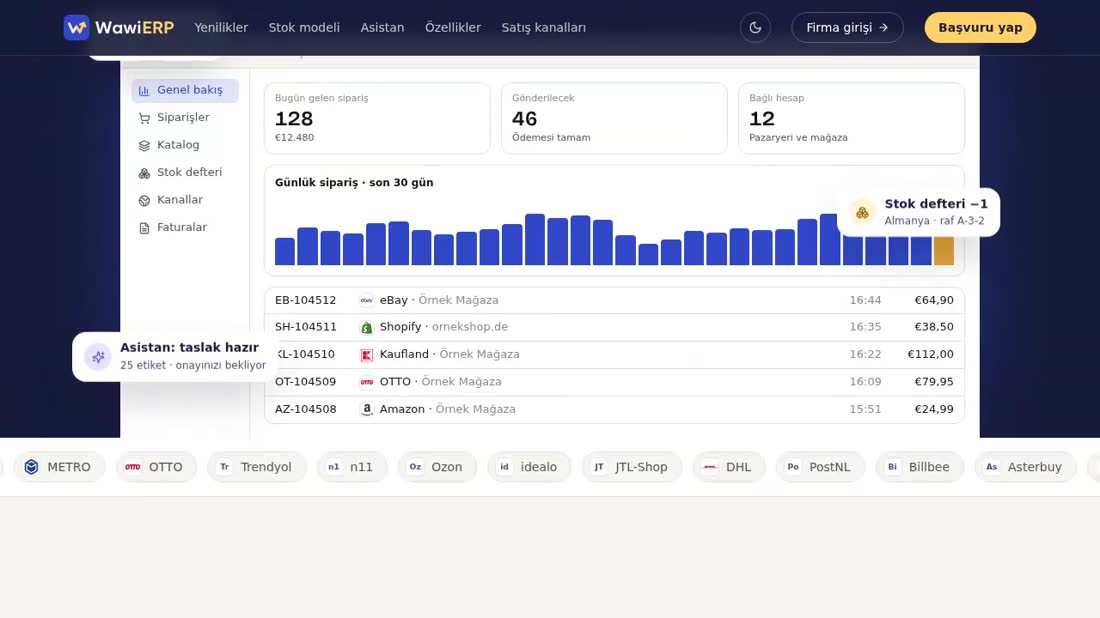 WawiERP Yenilikler Stok modeli Asistan Özellikler Satış kanalları Firma girişi → Başvuru yap
Genel bakış
Siparişler
Katalog
Stok defteri
Kanallar
Faturalar
Bugün gelen sipariş
128
€12.480
Gönderilecek
46
Ödemesi tamam
Bağlı hesap
12
Pazaryeri ve mağaza
Günlük sipariş · son 30 gün
Stok defteri −1
Almanya · raf A-3-2
EB-104512 ebay eBay · Örnek Mağaza 16:44 €64,90
SH-104511 Shopify · ornekshop.de 16:35 €38,50
KL-104510 Kaufland · Örnek Mağaza 16:22 €112,00
OT-104509 OTTO OTTO · Örnek Mağaza 16:09 €79,95
AZ-104508 a Amazon · Örnek Mağaza 15:51 €24,99
Asistan: taslak hazır
25 etiket · onayınızı bekliyor
METRO OTTO OTTO Tr Trendyol n1 n11 Oz Ozon id idealo JT JTL-Shop DHL Po PostNL Bi Billbee As Asterbuy